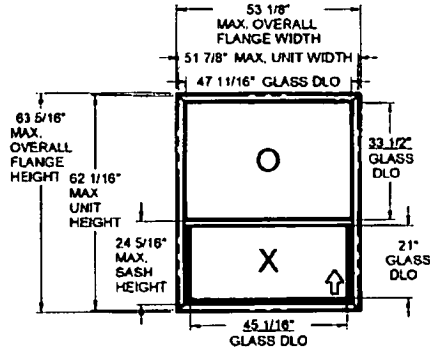 53 1/8"
MAX. OVERALL
FLANGE WIDTH
51 7/8" MAX. UNIT WIDTH
47 11/16" GLASS DLO
63 5/16"
MAX.
OVERALL
FLANGE
HEIGHT
62 1/16"
MAX
UNIT
HEIGHT
O
33 1/2"
GLASS
DLO
24 5/16"
MAX.
SASH
HEIGHT
X
21"
GLASS
DLO
45 1/16"
GLASS DLO